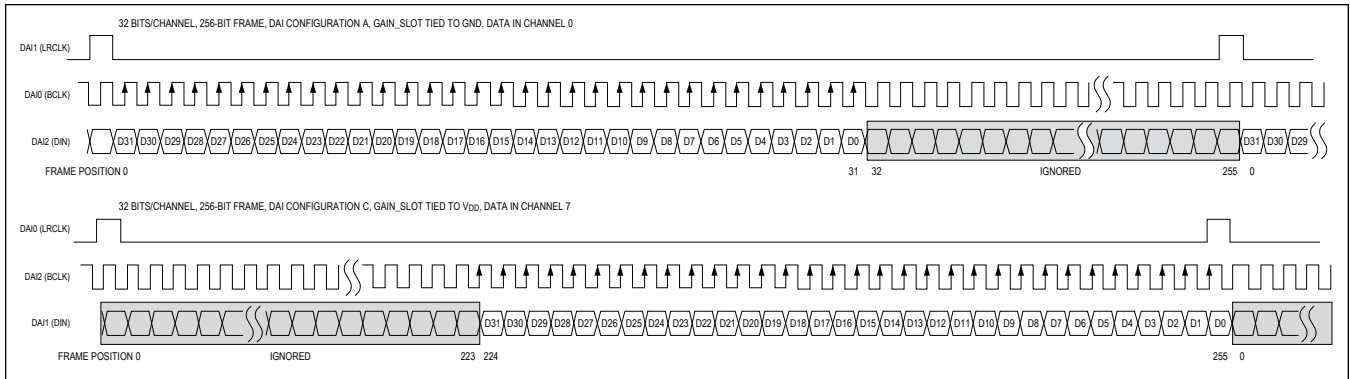 32 BITS/CHANNEL, 256-BIT FRAME, DAI CONFIGURATION A, GAIN_SLOT TIED TO GND, DATA IN CHANNEL 0
DAI1 (LRCLK)
DAI0 (BCLK)
DAI2 (DIN) D31 D30 D29 D28 D27 D26 D25 D24 D23 D22 D21 D20 D19 D18 D17 D16 D15 D14 D13 D12 D11 D10 D9 D8 D7 D6 D5 D4 D3 D2 D1 D0 D31 D30 D29
FRAME POSITION 0 31 32 IGNORED 255 0
32 BITS/CHANNEL, 256-BIT FRAME, DAI CONFIGURATION C, GAIN_SLOT TIED TO VDD, DATA IN CHANNEL 7
DAI0 (LRCLK)
DAI2 (BCLK)
DAI1 (DIN) D31 D30 D29 D28 D27 D26 D25 D24 D23 D22 D21 D20 D19 D18 D17 D16 D15 D14 D13 D12 D11 D10 D9 D8 D7 D6 D5 D4 D3 D2 D1 D0
FRAME POSITION 0 IGNORED 223 224 255 0